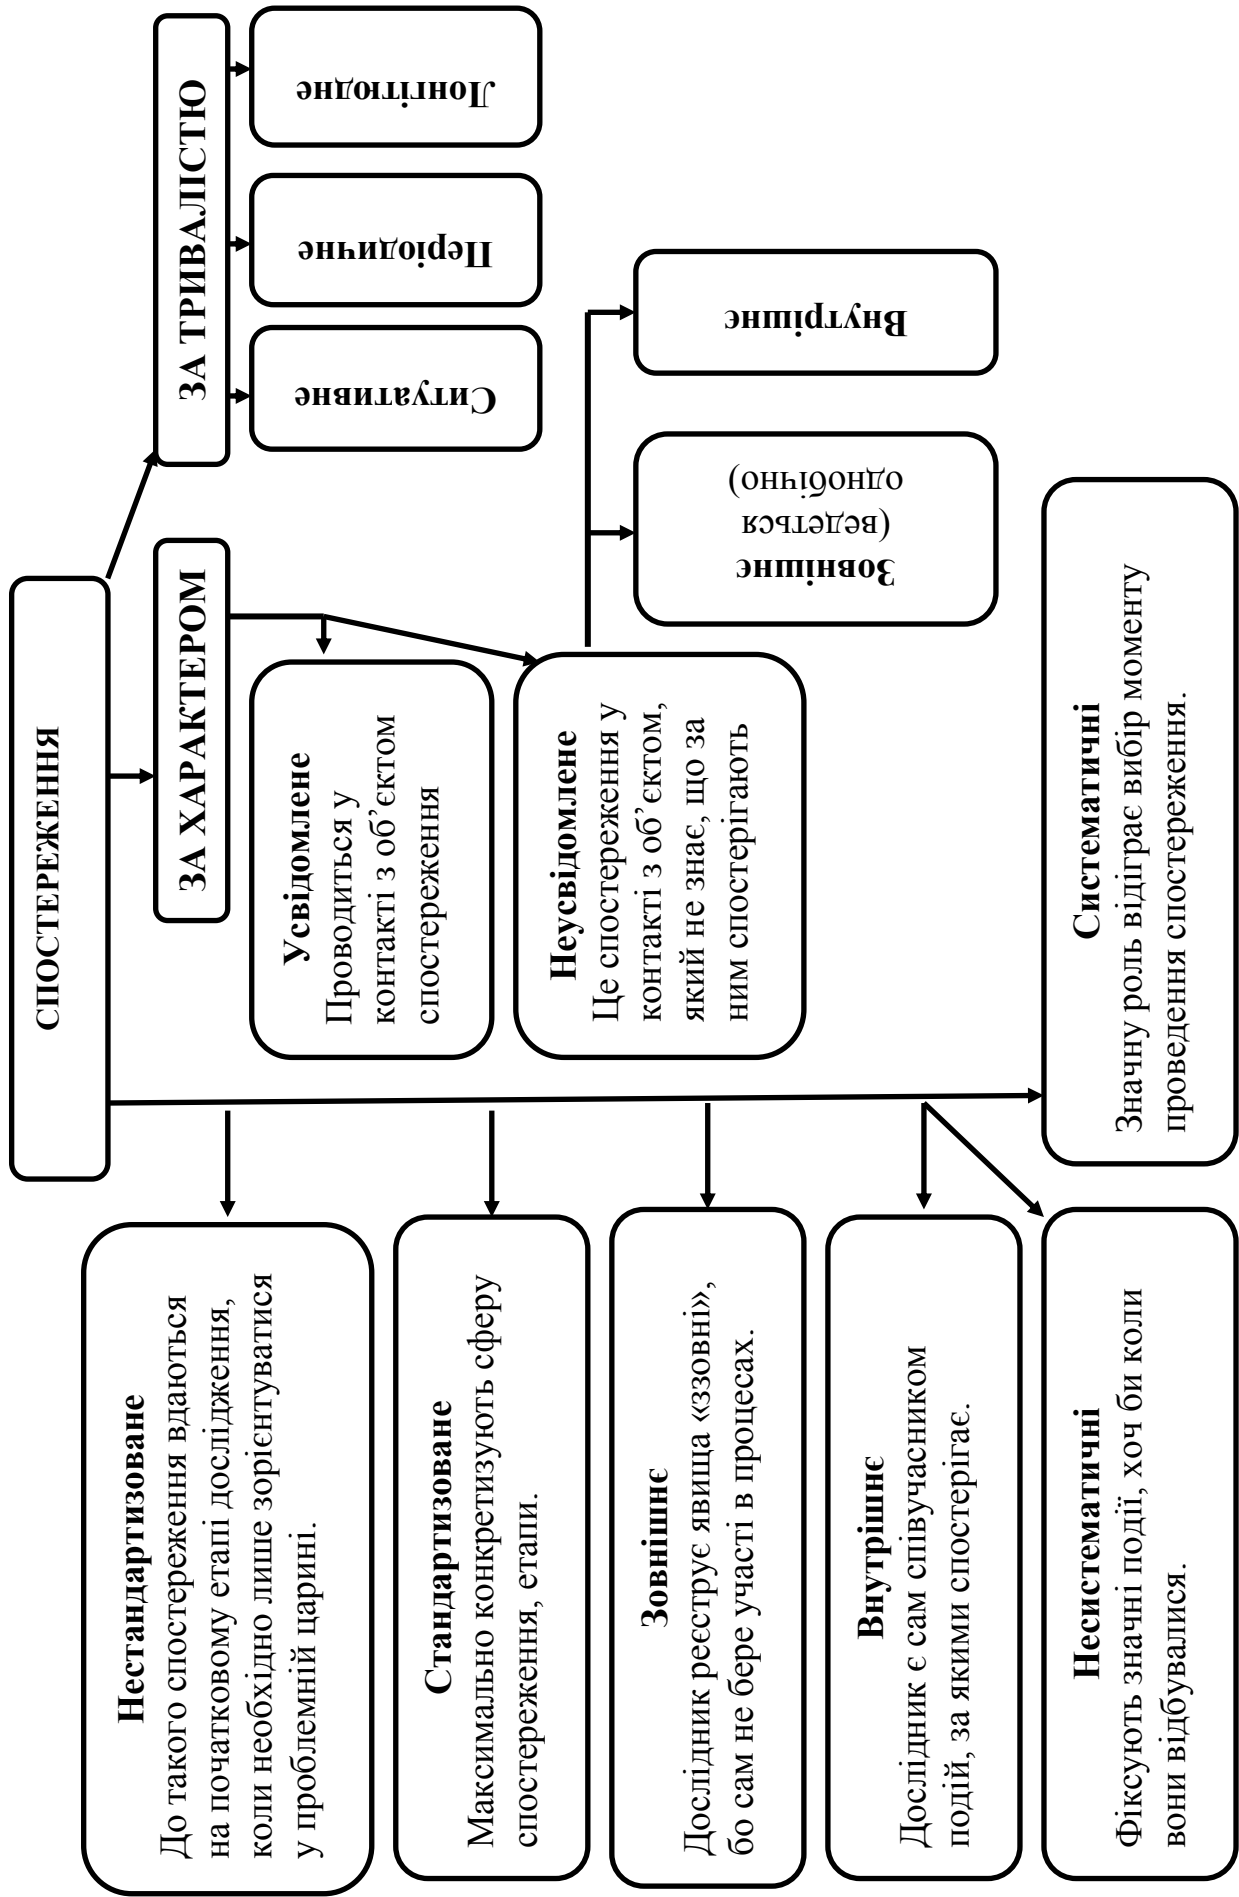 СПОСТЕРЕЖЕННЯ
ЗА ХАРАКТЕРОМ
ЗА ТРИВАЛІСТЮ
Нестандартизоване
До такого спостереження вдаються
на початковому етапі дослідження,
коли необхідно лише зорієнтуватися
у проблемній царині.
Стандартизоване
Максимально конкретизують сферу
спостереження, етапи.
Зовнішнє
Дослідник реєструє явища «ззовні»,
бо сам не бере участі в процесах.
Внутрішнє
Дослідник є сам співучасником
подій, за якими спостерігає.
Несистематичні
Фіксують значні події, хоч би коли
вони відбувалися.
Систематичні
Значну роль відіграє вибір моменту
проведення спостереження.
Усвідомлене
Проводиться у
контакті з об’єктом
спостереження
Неусвідомлене
Це спостереження у
контакті з об’єктом,
який не знає, що за
ним спостерігають
Зовнішнє
(ведеться
однобічно)
Внутрішнє
Ситуативне
Періодичне
Лонгітюдне